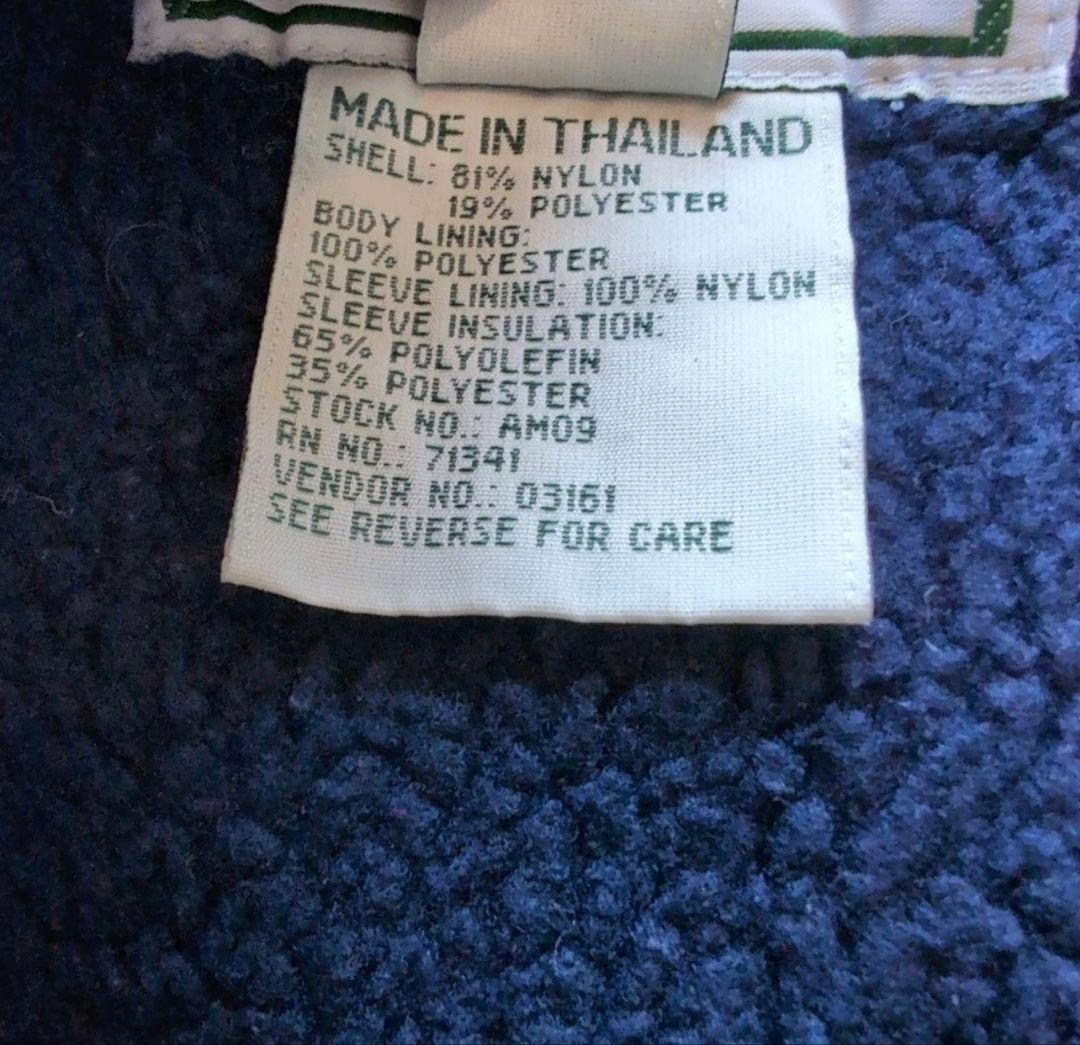 MADE IN THAILAND
SHELL: 81% NYLON
19% POLYESTER
BODY LINING:
100% POLYESTER
SLEEVE LINING: 100% NYLON
SLEEVE INSULATION:
65% POLYOLEFIN
35% POLYESTER
STOCK NO.: AM09
RN NO.: 71341
VENDOR NO.: 03161
SEE REVERSE FOR CARE